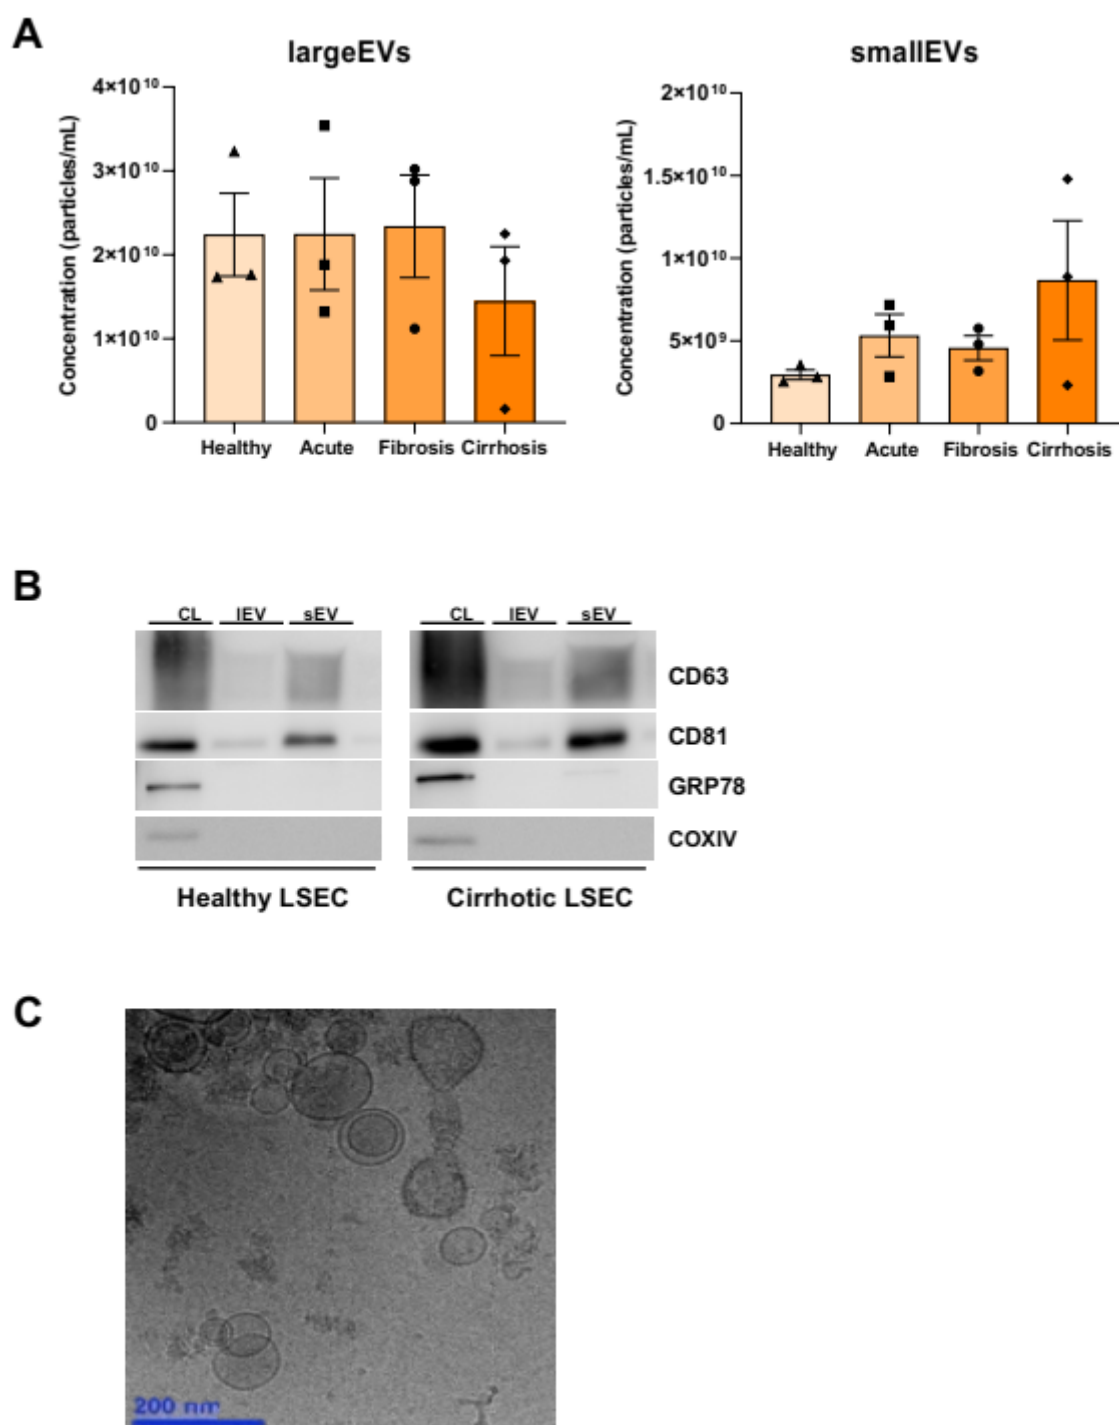 A
largeEVs
Concentration (particles/mL)
4×10¹⁰
3×10¹⁰
2×10¹⁰
1×10¹⁰
0
Healthy Acute Fibrosis Cirrhosis
smallEVs
Concentration (particles/mL)
2×10¹⁰
1.5×10¹⁰
1×10¹⁰
5×10⁹
0
Healthy Acute Fibrosis Cirrhosis
B
CL lEV sEV
CL lEV sEV
CD63
CD81
GRP78
COXIV
Healthy LSEC
Cirrhotic LSEC
C
200 nm